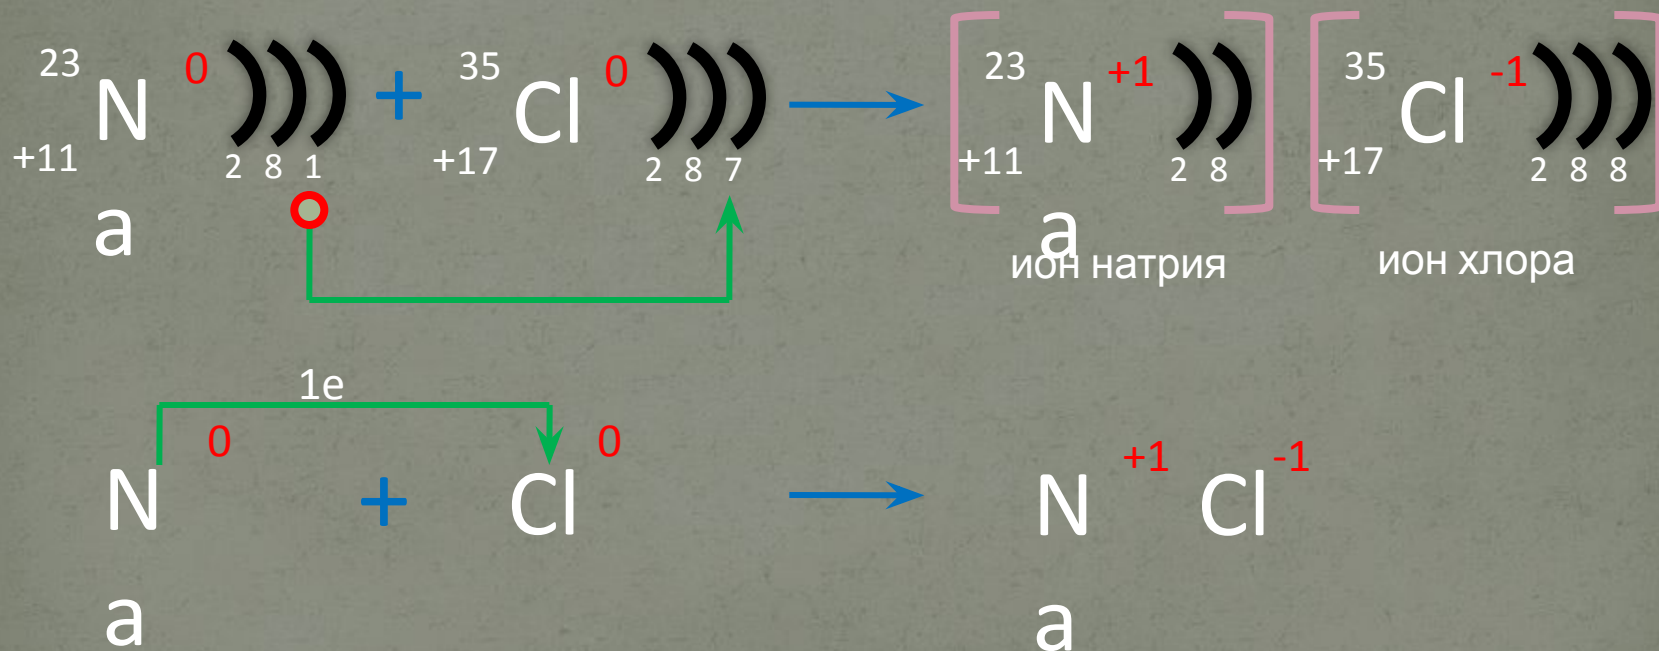 23 0 35 0 23 +1 35 -1
N + Cl N Cl
+11 2 8 1 +17 2 8 7 +11 2 8 +17 2 8 8
a a
ион натрия ион хлора
1e
0 0 +1 -1
N + Cl N Cl
a a